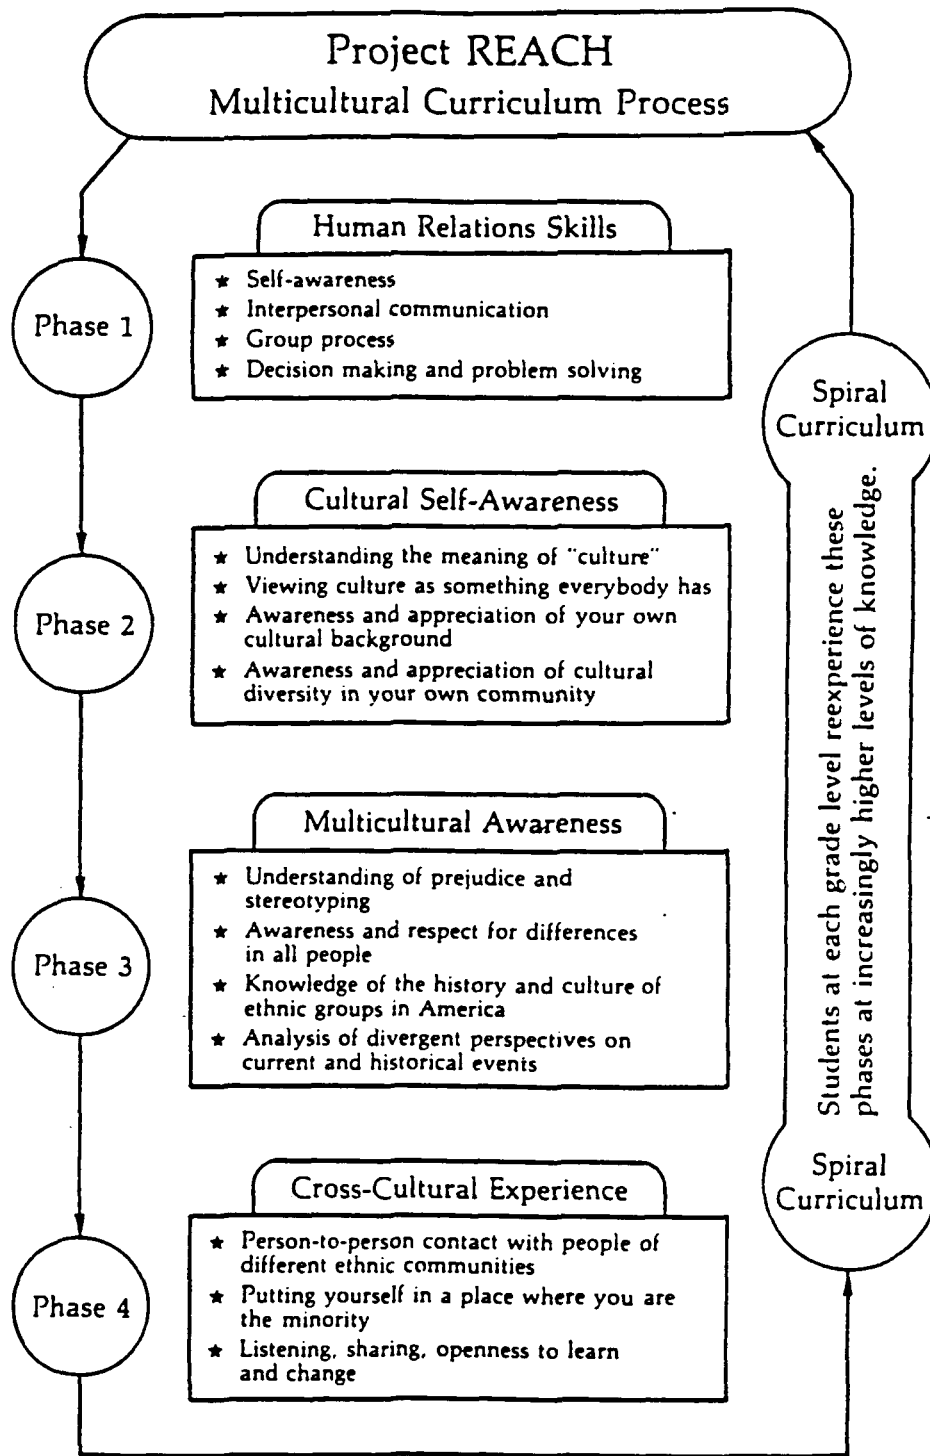 Project REACH
Multicultural Curriculum Process
Phase 1
Human Relations Skills
★ Self-awareness
★ Interpersonal communication
★ Group process
★ Decision making and problem solving
Phase 2
Cultural Self-Awareness
★ Understanding the meaning of "culture"
★ Viewing culture as something everybody has
★ Awareness and appreciation of your own
cultural background
★ Awareness and appreciation of cultural
diversity in your own community
Phase 3
Multicultural Awareness
★ Understanding of prejudice and
stereotyping
★ Awareness and respect for differences
in all people
★ Knowledge of the history and culture of
ethnic groups in America
★ Analysis of divergent perspectives on
current and historical events
Phase 4
Cross-Cultural Experience
★ Person-to-person contact with people of
different ethnic communities
★ Putting yourself in a place where you are
the minority
★ Listening, sharing, openness to learn
and change
Spiral
Curriculum
Students at each grade level reexperience these
phases at increasingly higher levels of knowledge.
Spiral
Curriculum